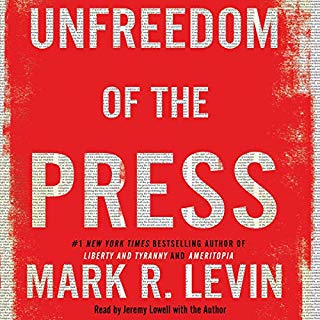 UNFREEDOM
OF THE
PRESS
#1 NEW YORK TIMES BESTSELLING AUTHOR OF
LIBERTY AND TYRANNY AND AMERITOPIA
MARK R. LEVIN
Read by Jeremy Lowell with the Author